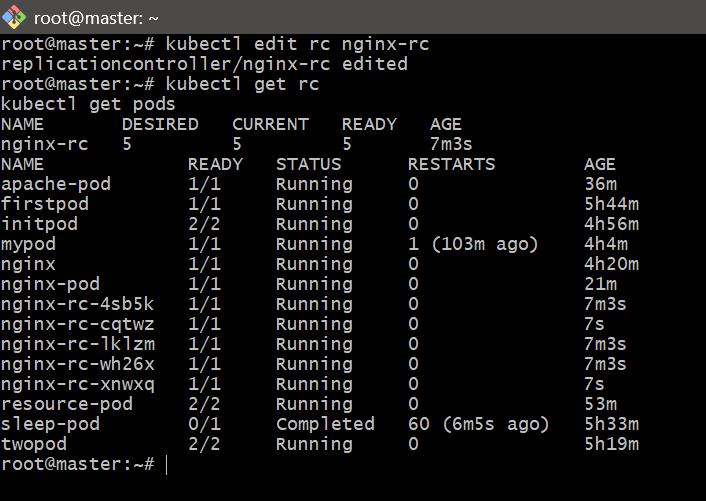 root@master: ~
root@master:~# kubectl edit rc nginx-rc
replicationcontroller/nginx-rc edited
root@master:~# kubectl get rc
kubectl get pods
NAME       DESIRED   CURRENT   READY   AGE
nginx-rc   5         5         5       7m3s
NAME             READY   STATUS      RESTARTS        AGE
apache-pod       1/1     Running     0               36m
firstpod         1/1     Running     0               5h44m
initpod          2/2     Running     0               4h56m
mypod            1/1     Running     1 (103m ago)    4h4m
nginx            1/1     Running     0               4h20m
nginx-pod        1/1     Running     0               21m
nginx-rc-4sb5k   1/1     Running     0               7m3s
nginx-rc-cqtwz   1/1     Running     0               7s
nginx-rc-lklzm   1/1     Running     0               7m3s
nginx-rc-wh26x   1/1     Running     0               7m3s
nginx-rc-xnwxq   1/1     Running     0               7s
resource-pod     2/2     Running     0               53m
sleep-pod        0/1     Completed   60 (6m5s ago)   5h33m
twopod           2/2     Running     0               5h19m
root@master:~#